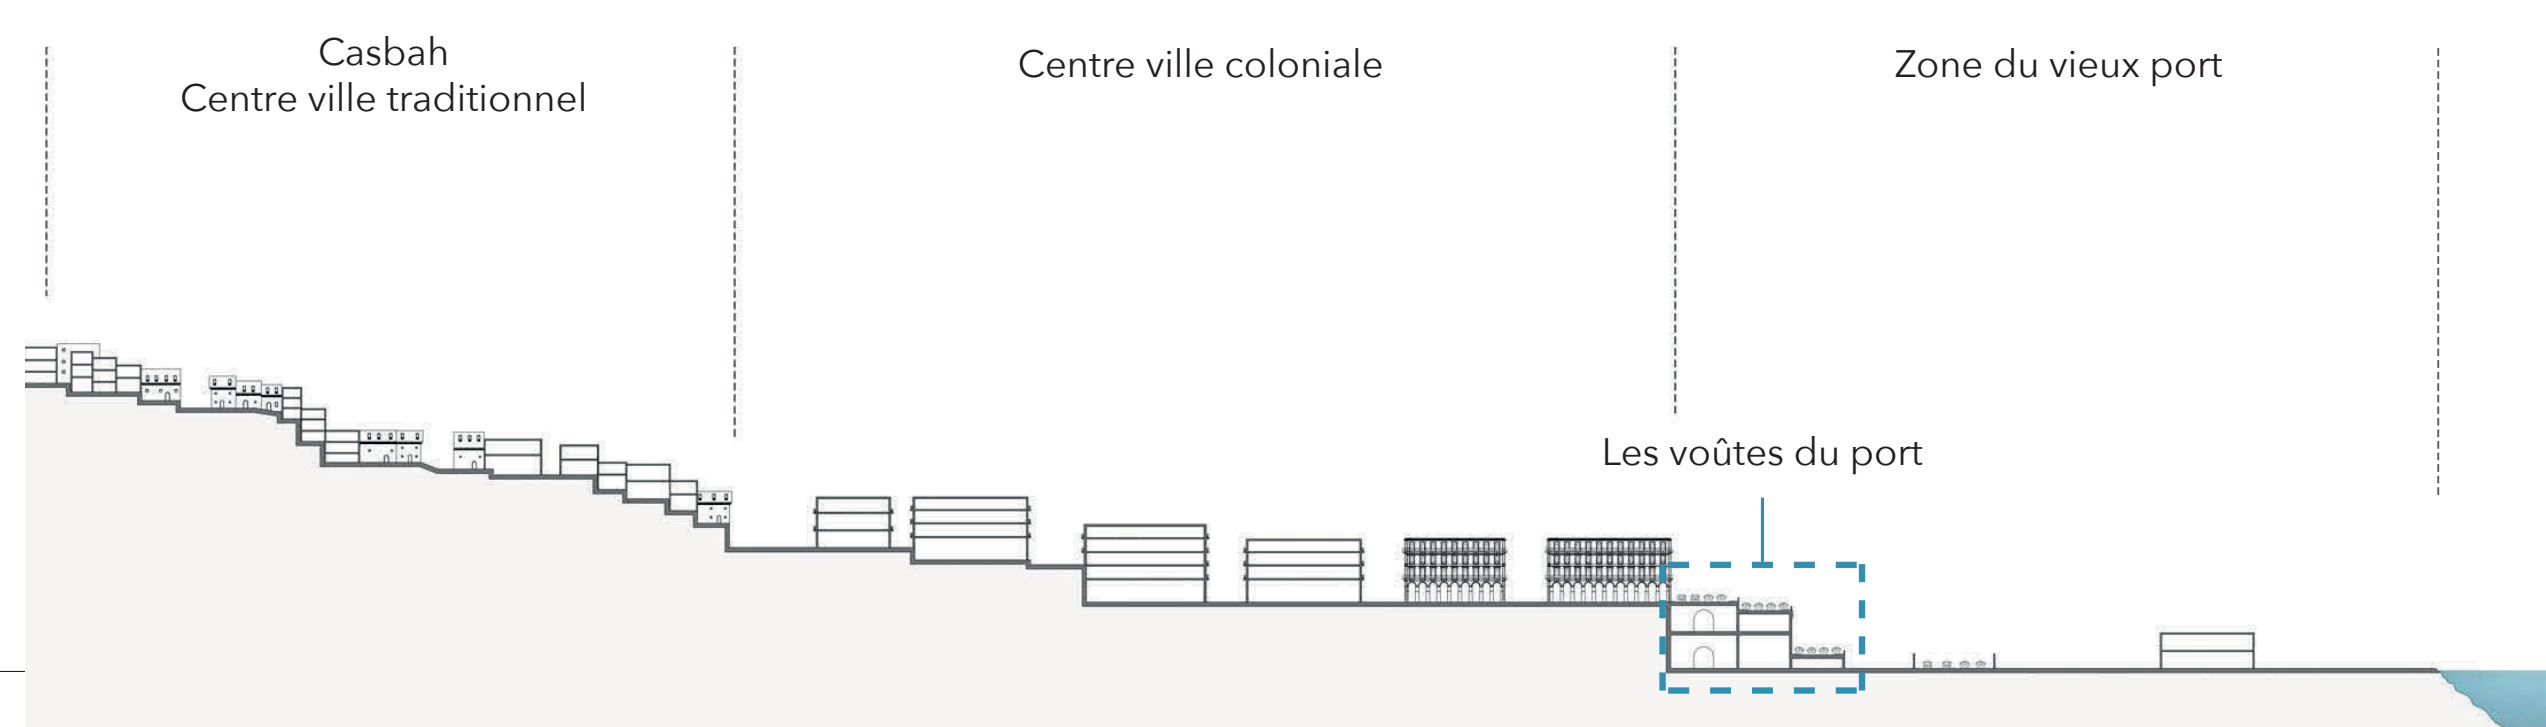 Casbah
Centre ville traditionnel
Centre ville coloniale
Zone du vieux port
Les voûtes du port